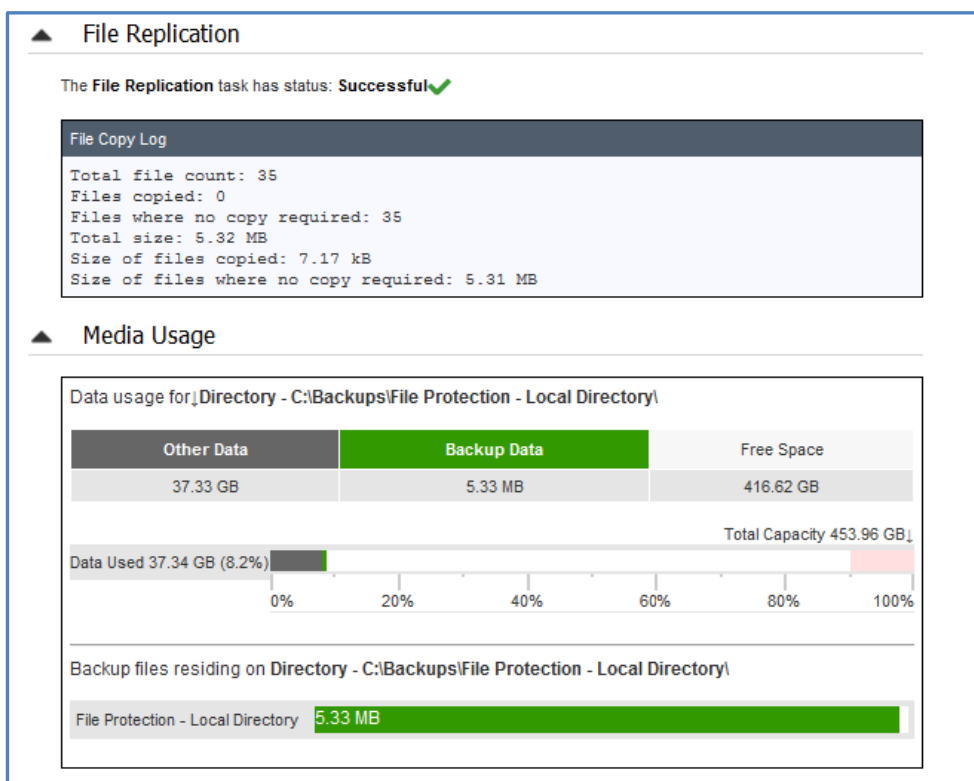 File Replication
The File Replication task has status: Successful
File Copy Log
Total file count: 35
Files copied: 0
Files where no copy required: 35
Total size: 5.32 MB
Size of files copied: 7.17 kB
Size of files where no copy required: 5.31 MB
Media Usage
Data usage for↓Directory - C:\Backups\File Protection - Local Directory\
Other Data Backup Data Free Space
37.33 GB 5.33 MB 416.62 GB
Total Capacity 453.96 GB↓
Data Used 37.34 GB (8.2%)
0% 20% 40% 60% 80% 100%
Backup files residing on Directory - C:\Backups\File Protection - Local Directory\
File Protection - Local Directory 5.33 MB